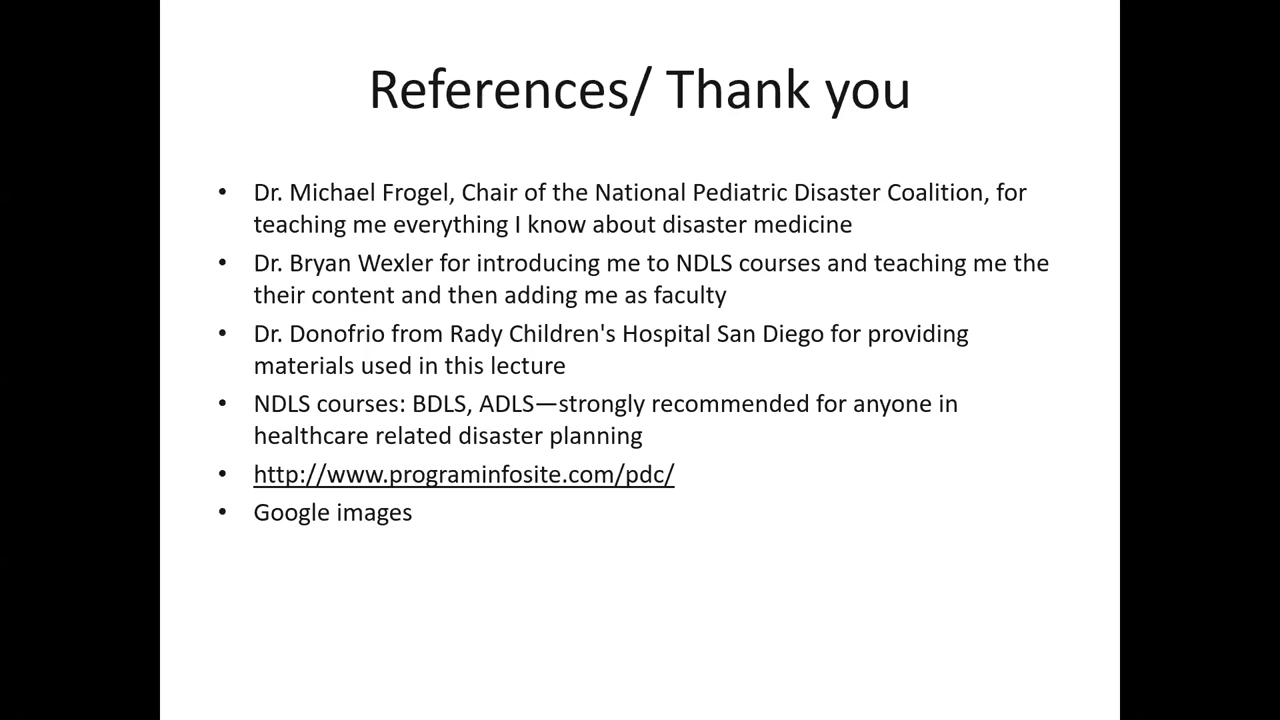 References/ Thank you
• Dr. Michael Frogel, Chair of the National Pediatric Disaster Coalition, for
teaching me everything I know about disaster medicine
• Dr. Bryan Wexler for introducing me to NDLS courses and teaching me the
their content and then adding me as faculty
• Dr. Donofrio from Rady Children's Hospital San Diego for providing
materials used in this lecture
• NDLS courses: BDLS, ADLS—strongly recommended for anyone in
healthcare related disaster planning
• http://www.programinfosite.com/pdc/
• Google images